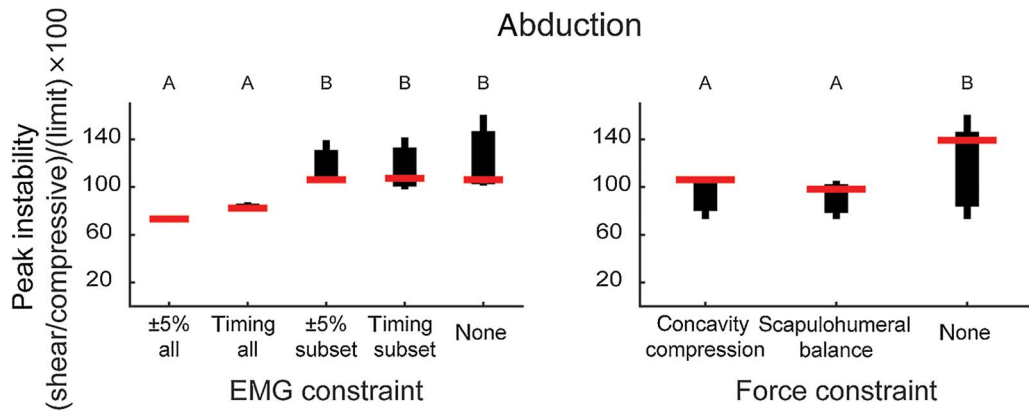 Abduction
Peak instability
(shear/compressive)/(limit) ×100
A A B B B
140
100
60
20
±5% all
Timing all
±5% subset
Timing subset
None
EMG constraint
A A B
140
100
60
20
Concavity compression
Scapulohumeral balance
None
Force constraint